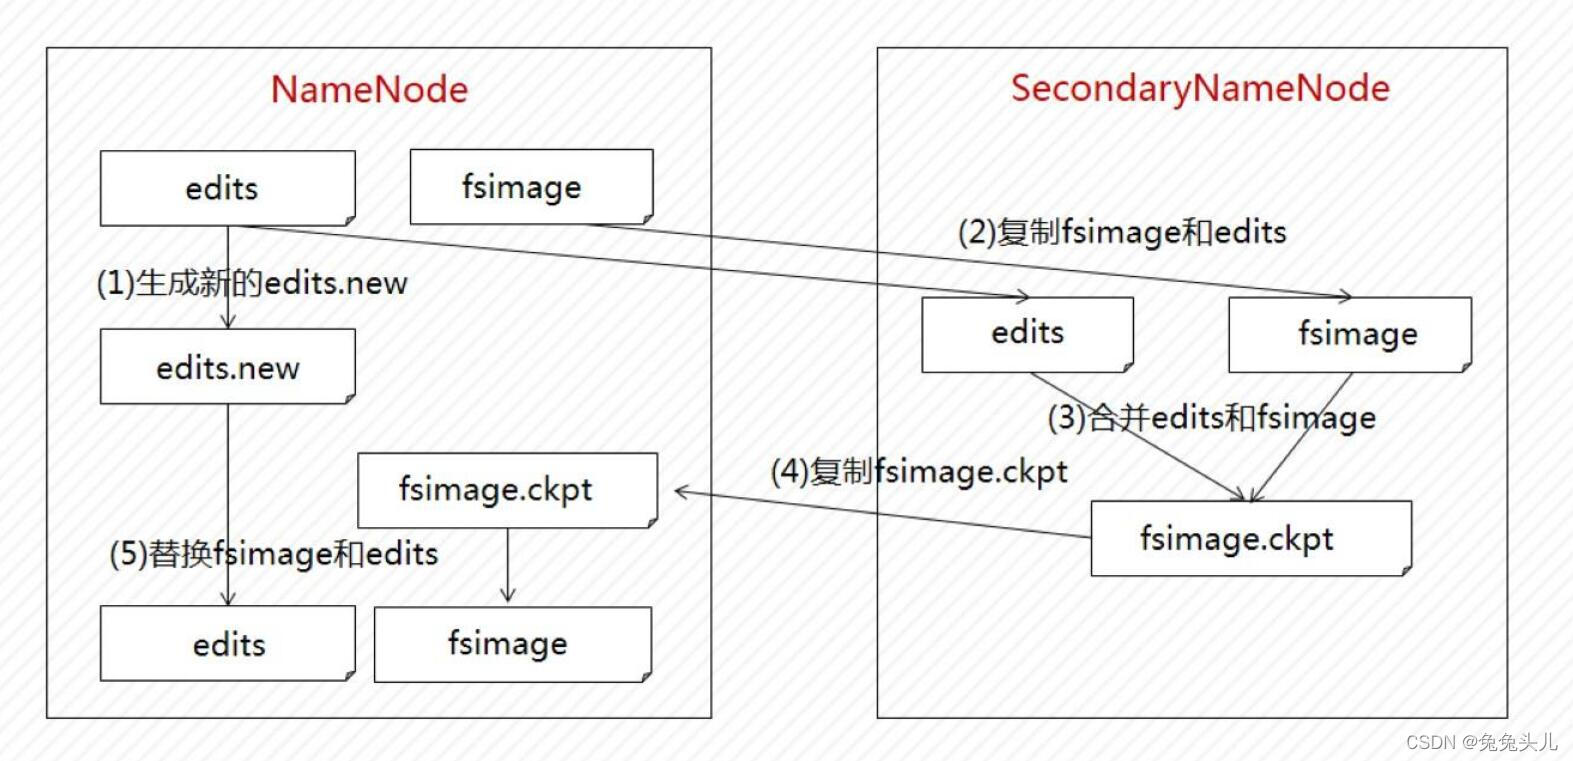 NameNode
SecondaryNameNode
edits
fsimage
(2)复制fsimage和edits
(1)生成新的edits.new
edits
fsimage
edits.new
(3)合并edits和fsimage
(4)复制fsimage.ckpt
fsimage.ckpt
fsimage.ckpt
(5)替换fsimage和edits
edits
fsimage
CSDN @兔兔头儿